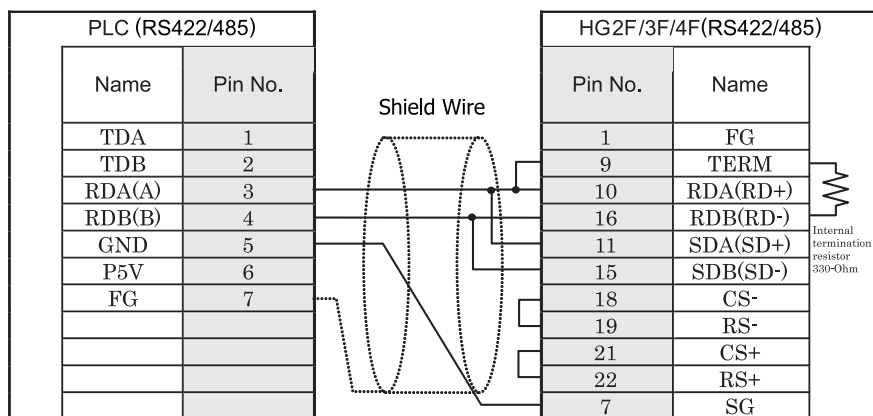 PLC (RS422/485)
HG2F/3F/4F(RS422/485)
Name Pin No.
Pin No. Name
Shield Wire
TDA 1
1 FG
TDB 2
9 TERM
RDA(A) 3
10 RDA(RD+)
RDB(B) 4
16 RDB(RD-)
GND 5
11 SDA(SD+)
P5V 6
15 SDB(SD-)
FG 7
18 CS-
19 RS-
21 CS+
22 RS+
7 SG
Internal
termination
resistor
330-Ohm